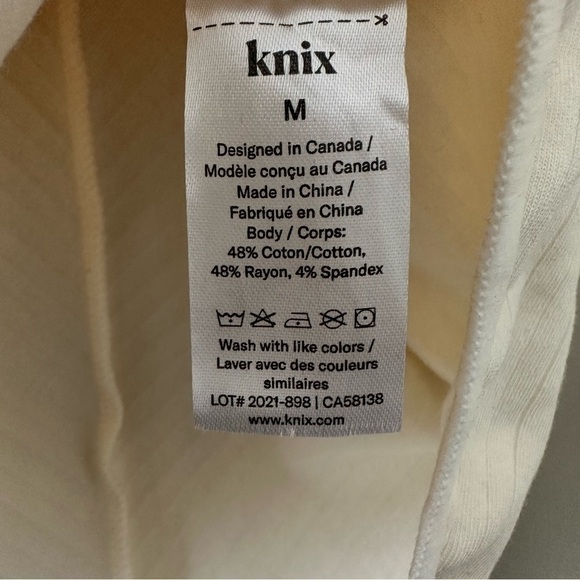 knix
M
Designed in Canada /
Modèle conçu au Canada
Made in China /
Fabriqué en China
Body / Corps:
48% Coton/Cotton,
48% Rayon, 4% Spandex
Wash with like colors /
Laver avec des couleurs
similaires
LOT# 2021-898 | CA58138
www.knix.com